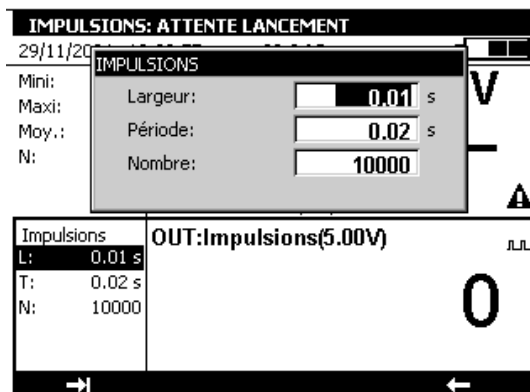 IMPULSIONS: ATTENTE LANCEMENT
29/11/20
IMPULSIONS
Mini:
Maxi:
Moy.:
N:
Largeur: 0.01 s
Période: 0.02 s
Nombre: 10000
V
Impulsions
L: 0.01 s
T: 0.02 s
N: 10000
OUT:Impulsions(5.00V)
0